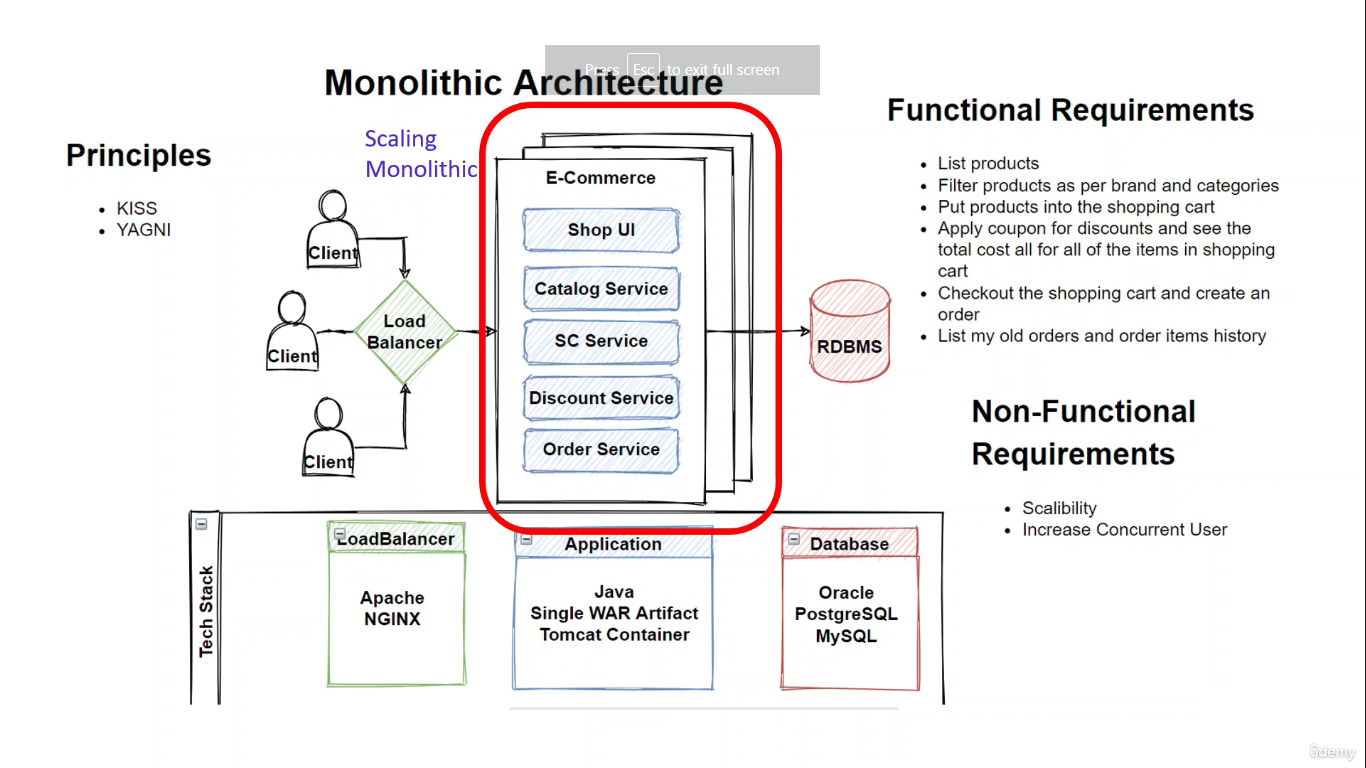 Press Esc to exit full screen
Monolithic Architecture
Principles
• KISS
• YAGNI
Scaling
Monolithic
Client
Client
Client
Load
Balancer
E-Commerce
Shop UI
Catalog Service
SC Service
Discount Service
Order Service
RDBMS
Functional Requirements
• List products
• Filter products as per brand and categories
• Put products into the shopping cart
• Apply coupon for discounts and see the
total cost all for all of the items in shopping
cart
• Checkout the shopping cart and create an
order
• List my old orders and order items history
Non-Functional
Requirements
• Scalibility
• Increase Concurrent User
Tech Stack
LoadBalancer
Apache
NGINX
Application
Java
Single WAR Artifact
Tomcat Container
Database
Oracle
PostgreSQL
MySQL
ûdemy